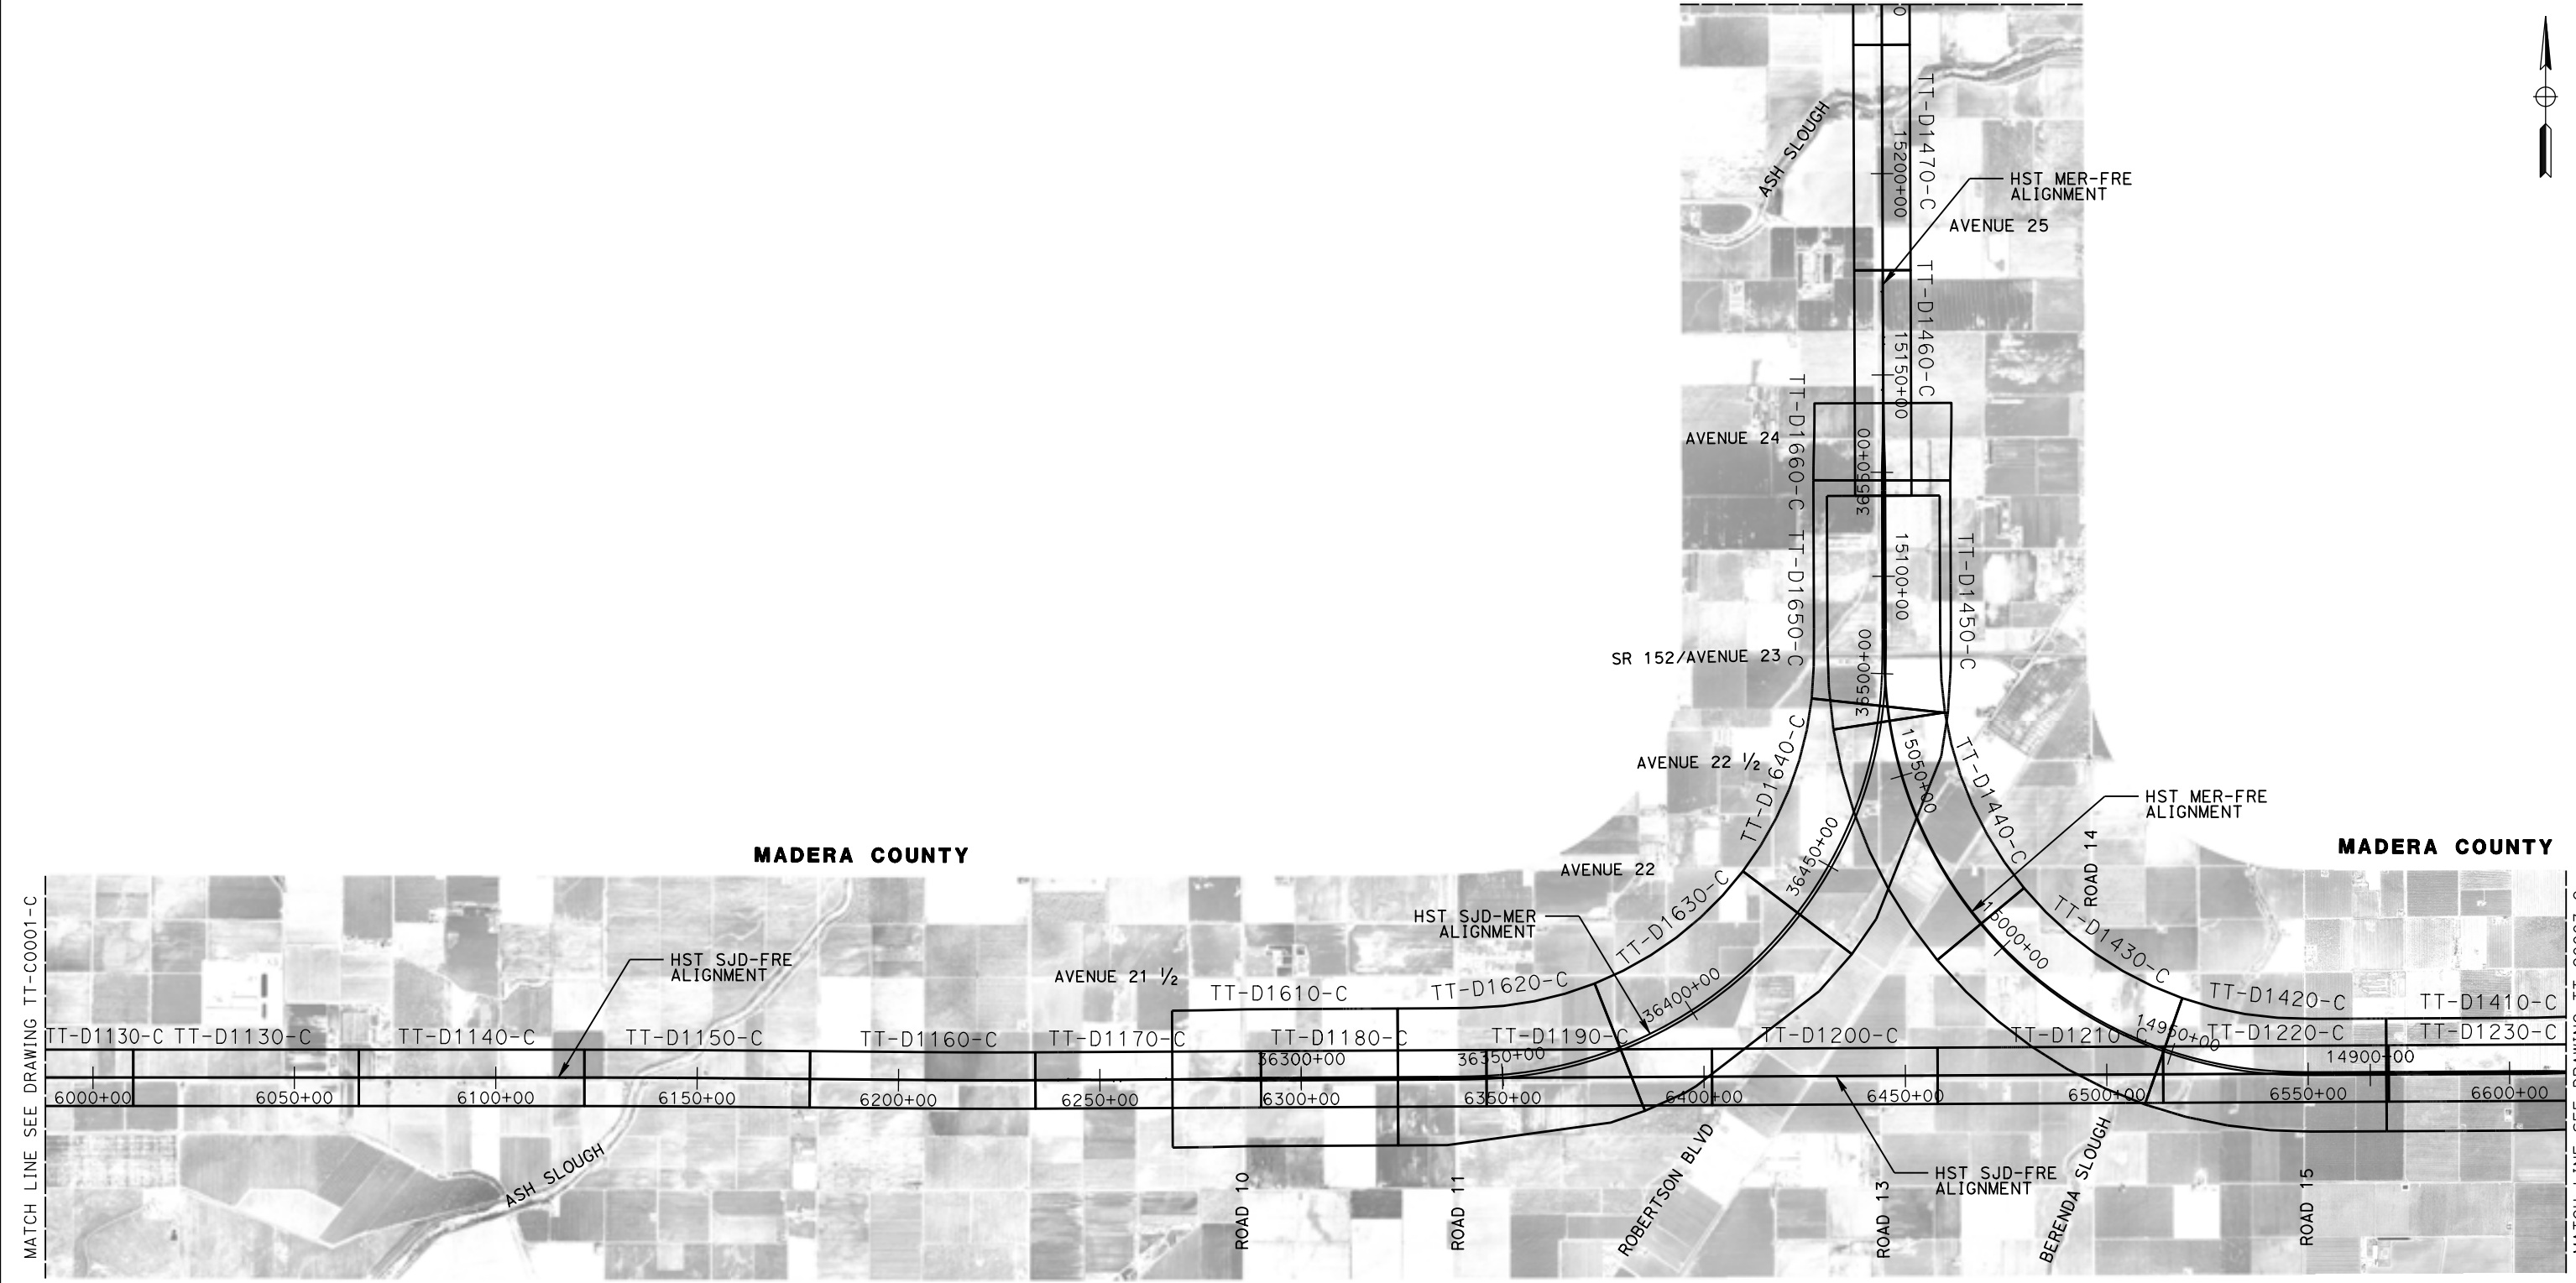 0
TT-D1470-C
ASH SLOUGH
15200+00
HST MER-FRE
ALIGNMENT
AVENUE 25
TT-D1460-C
15150+00
TT-D1660-C
AVENUE 24
36550+00
15100+00
TT-D1650-C
TT-D1450-C
SR 152/AVENUE 23
36500+00
TT-D1640-C
15050+00
AVENUE 22 ½
TT-D1440-C
HST MER-FRE
ALIGNMENT
36450+00
ROAD 14
MADERA COUNTY
MADERA COUNTY
AVENUE 22
TT-D1630-C
TT-D1430-C
HST SJD-MER
ALIGNMENT
15000+00
MATCH LINE SEE DRAWING TT-C0001-C
HST SJD-FRE
ALIGNMENT
AVENUE 21 ½
TT-D1610-C
TT-D1620-C
36400+00
TT-D1420-C
TT-D1410-C
TT-D1130-C
TT-D1130-C
TT-D1140-C
TT-D1150-C
TT-D1160-C
TT-D1170-C
TT-D1180-C
TT-D1190-C
TT-D1200-C
TT-D1210-C
14950+00
TT-D1220-C
TT-D1230-C
36300+00
36350+00
14900+00
6000+00
6050+00
6100+00
6150+00
6200+00
6250+00
6300+00
6350+00
6400+00
6450+00
6500+00
6550+00
6600+00
ASH SLOUGH
ROAD 10
ROAD 11
ROBERTSON BLVD
ROAD 13
HST SJD-FRE
ALIGNMENT
BERENDA SLOUGH
ROAD 15